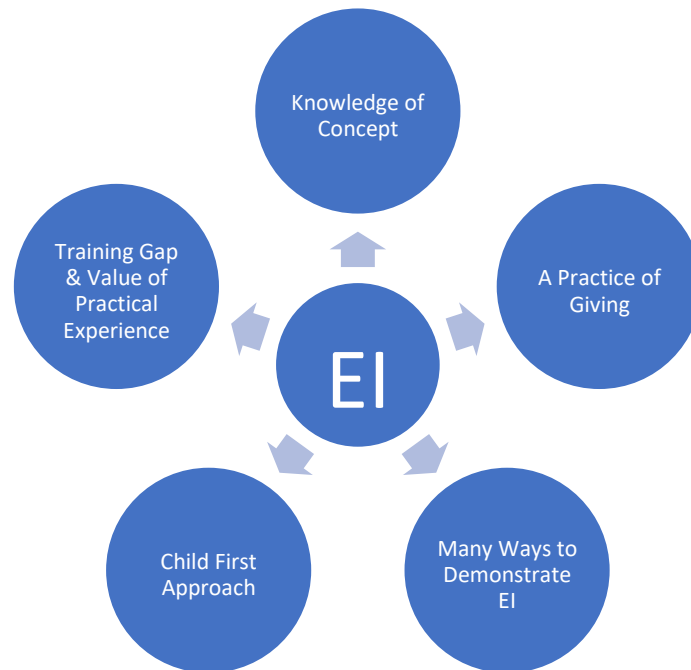 Knowledge of
Concept
Training Gap
& Value of
Practical
Experience
A Practice of
Giving
EI
Child First
Approach
Many Ways to
Demonstrate
EI